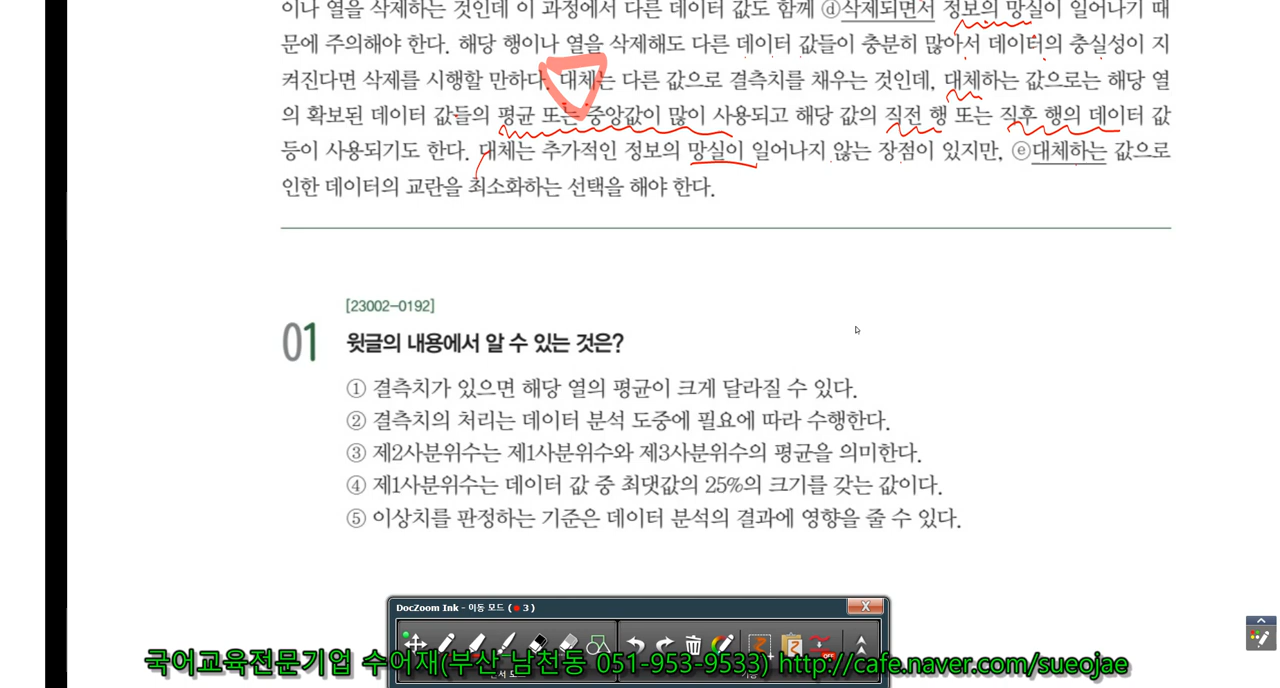 이나 열을 삭제하는 것인데 이 과정에서 다른 데이터 값도 함께 ⓓ삭제되면서 정보의 망실이 일어나기 때
문에 주의해야 한다. 해당 행이나 열을 삭제해도 다른 데이터 값들이 충분히 많아서 데이터의 충실성이 지
켜진다면 삭제를 시행할 만하다. 대체는 다른 값으로 결측치를 채우는 것인데, 대체하는 값으로는 해당 열
의 확보된 데이터 값들의 평균 또는 중앙값이 많이 사용되고 해당 값의 직전 행 또는 직후 행의 데이터 값
등이 사용되기도 한다. 대체는 추가적인 정보의 망실이 일어나지 않는 장점이 있지만, ⓔ대체하는 값으로
인한 데이터의 교란을 최소화하는 선택을 해야 한다.
[23002-0192]
01 윗글의 내용에서 알 수 있는 것은?
① 결측치가 있으면 해당 열의 평균이 크게 달라질 수 있다.
② 결측치의 처리는 데이터 분석 도중에 필요에 따라 수행한다.
③ 제2사분위수는 제1사분위수와 제3사분위수의 평균을 의미한다.
④ 제1사분위수는 데이터 값 중 최댓값의 25%의 크기를 갖는 값이다.
⑤ 이상치를 판정하는 기준은 데이터 분석의 결과에 영향을 줄 수 있다.
DocZoom Ink - 이동 모드 ( 3 )
국어교육전문기업 수어재(부산 남천동 051-953-9533) http://cafe.naver.com/sueojae